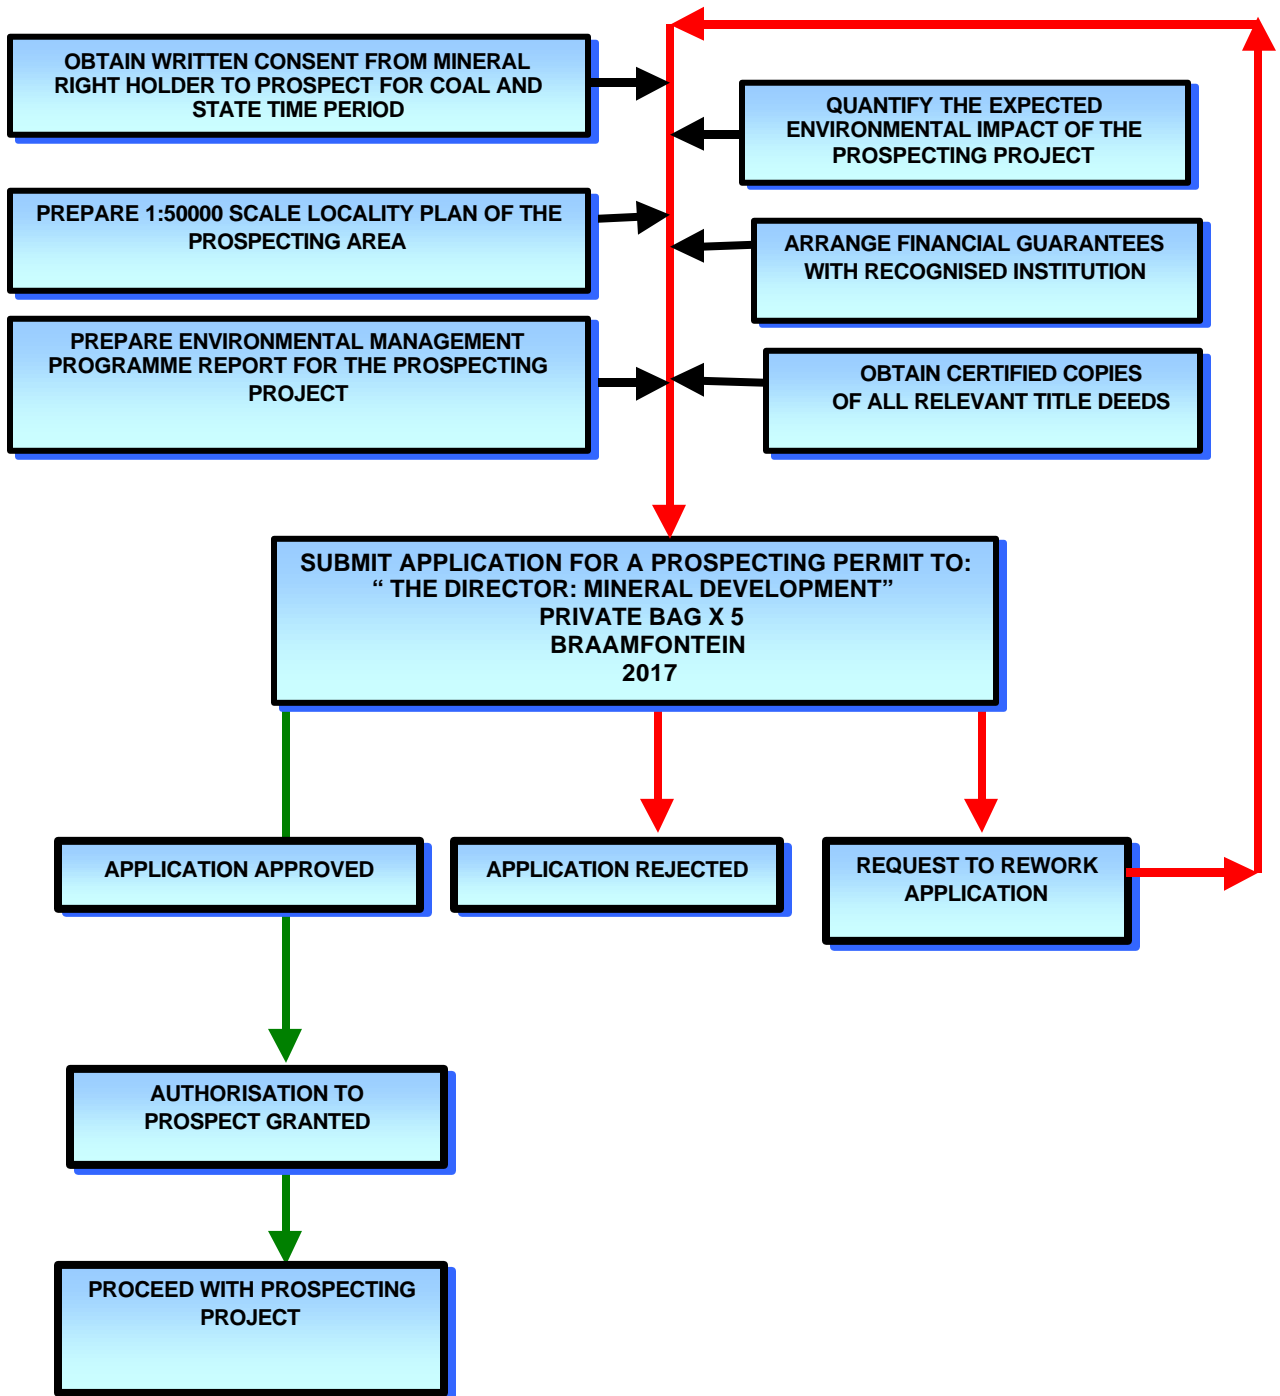 OBTAIN WRITTEN CONSENT FROM MINERAL
RIGHT HOLDER TO PROSPECT FOR COAL AND
STATE TIME PERIOD
QUANTIFY THE EXPECTED
ENVIRONMENTAL IMPACT OF THE
PROSPECTING PROJECT
PREPARE 1:50000 SCALE LOCALITY PLAN OF THE
PROSPECTING AREA
ARRANGE FINANCIAL GUARANTEES
WITH RECOGNISED INSTITUTION
PREPARE ENVIRONMENTAL MANAGEMENT
PROGRAMME REPORT FOR THE PROSPECTING
PROJECT
OBTAIN CERTIFIED COPIES
OF ALL RELEVANT TITLE DEEDS
SUBMIT APPLICATION FOR A PROSPECTING PERMIT TO:
“ THE DIRECTOR: MINERAL DEVELOPMENT”
PRIVATE BAG X 5
BRAAMFONTEIN
2017
APPLICATION APPROVED
APPLICATION REJECTED
REQUEST TO REWORK
APPLICATION
AUTHORISATION TO
PROSPECT GRANTED
PROCEED WITH PROSPECTING
PROJECT